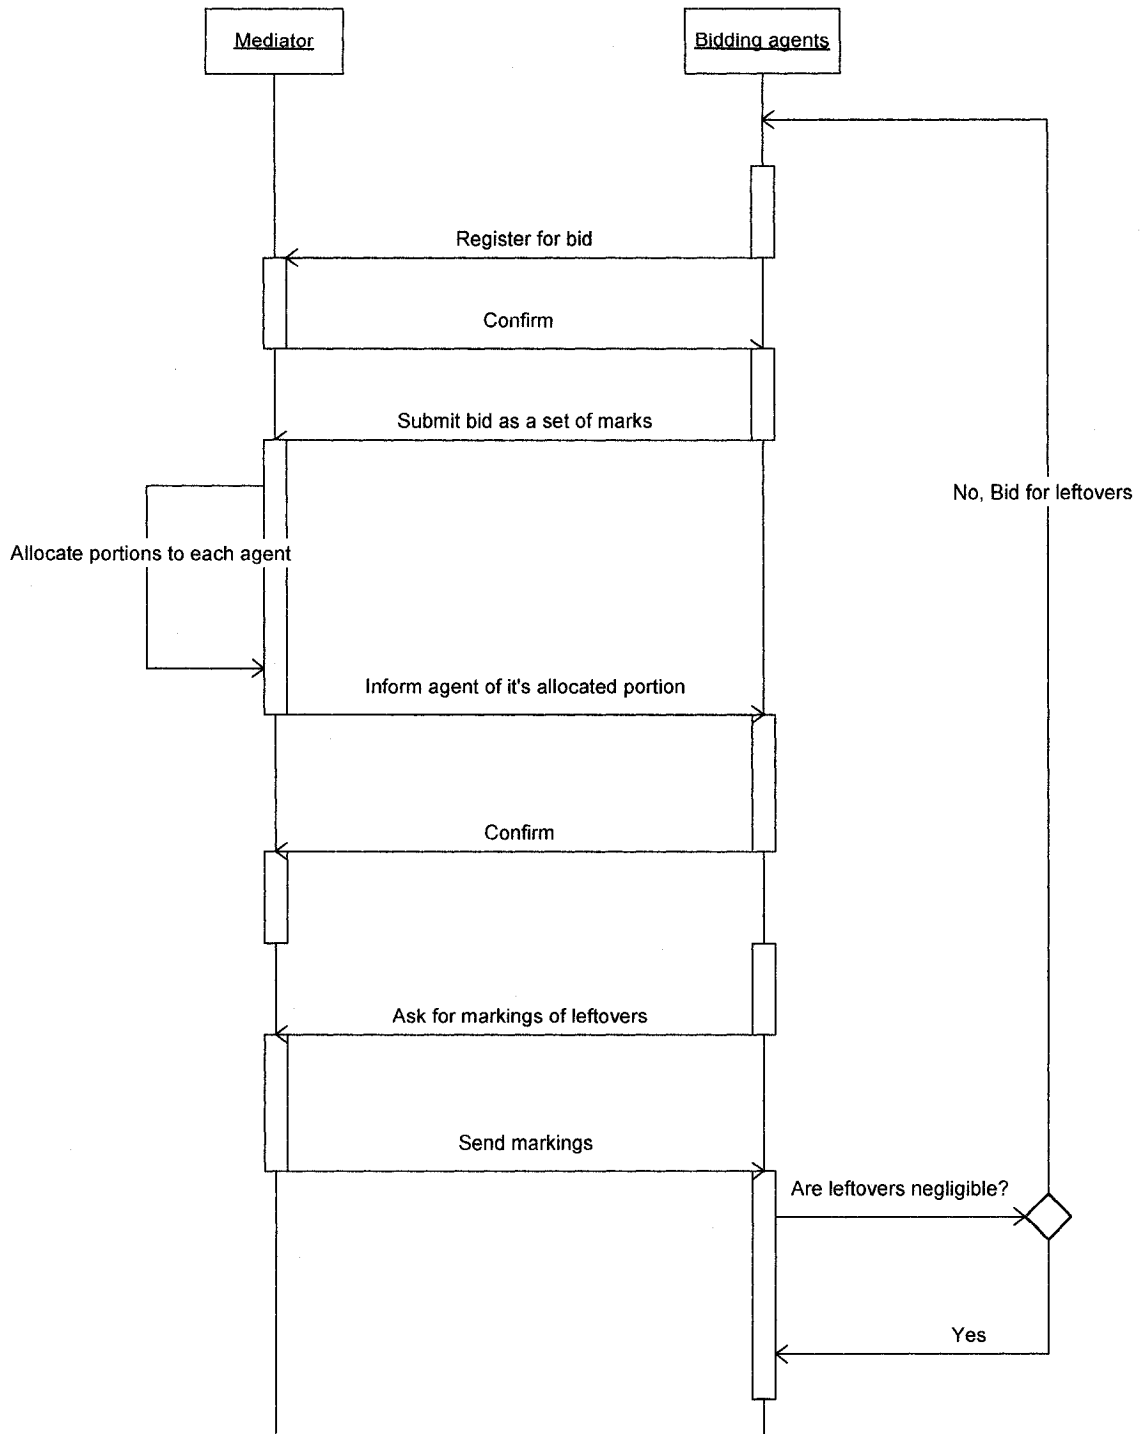 Mediator
Bidding agents
Register for bid
Confirm
Submit bid as a set of marks
No, Bid for leftovers
Allocate portions to each agent
Inform agent of it's allocated portion
Confirm
Ask for markings of leftovers
Send markings
Are leftovers negligible?
Yes